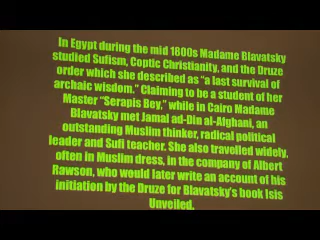 In Egypt during the mid 1800s Madame Blavatsky
studied Sufism, Coptic Christianity, and the Druze
order which she described as “a last survival of
archaic wisdom.” Claiming to be a student of her
Master “Serapis Bey,” while in Cairo Madame
Blavatsky met Jamal ad-Din al-Afghani, an
outstanding Muslim thinker, radical political
leader and Sufi teacher. She also travelled widely,
often in Muslim dress, in the company of Albert
Rawson, who would later write an account of his
initiation by the Druze for Blavatsky's book Isis
Unveiled.